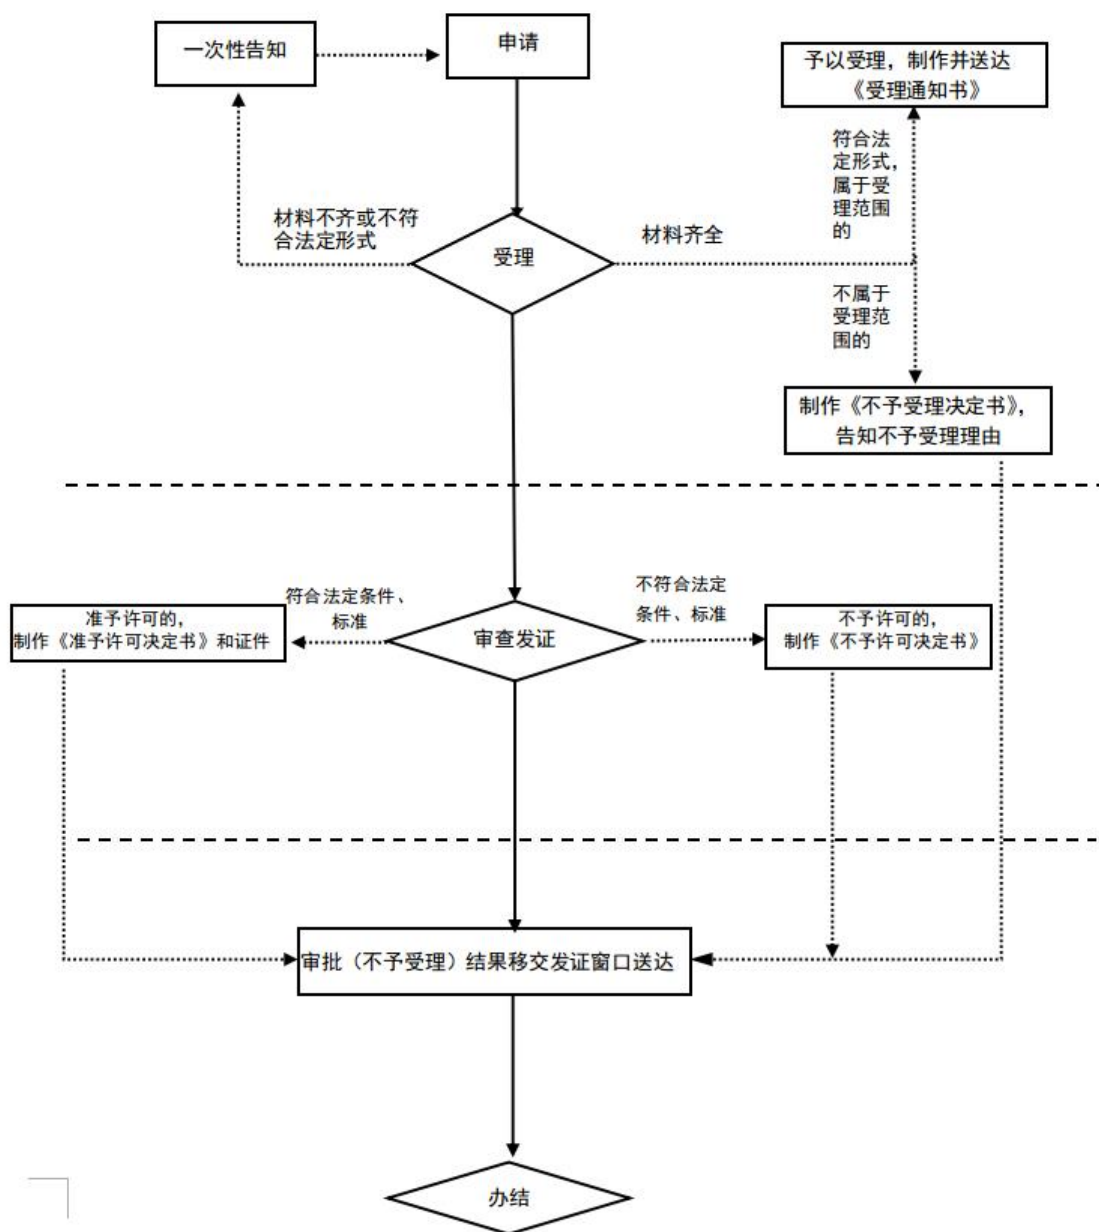 一次性告知
申请
予以受理，制作并送达
《受理通知书》
符合法
定形式，
属于受
理范围
的
材料不齐或不符
合法定形式
受理
材料齐全
不属于
受理范
围的
制作《不予受理决定书》，
告知不予受理理由
符合法定条件、
标准
不符合法定
条件、标准
准予许可的，
制作《准予许可决定书》和证件
审查发证
不予许可的，
制作《不予许可决定书》
审批（不予受理）结果移交发证窗口送达
办结